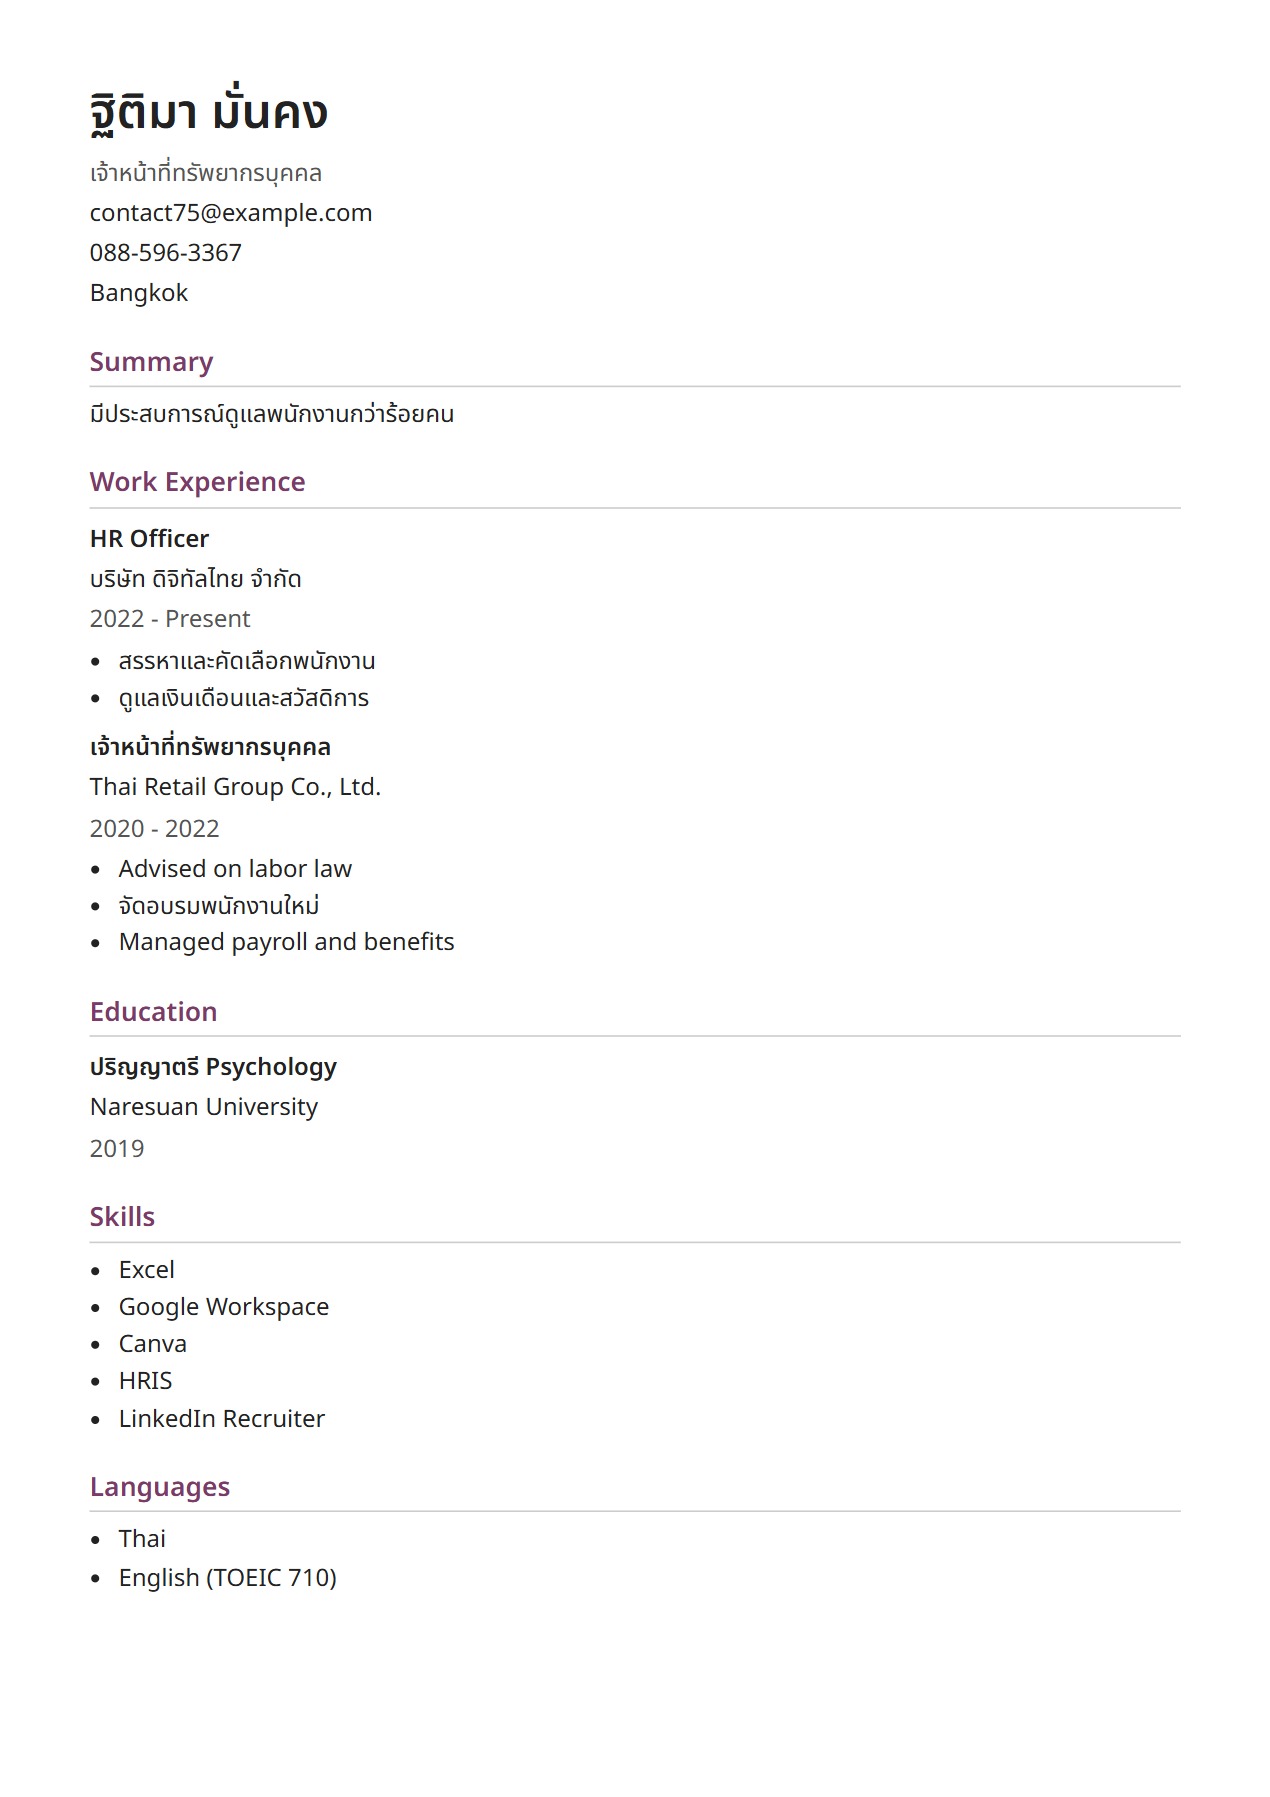 ฐิติมา มั่นคง
เจ้าหน้าที่ทรัพยากรบุคคล
contact75@example.com
088-596-3367
Bangkok
Summary
มีประสบการณ์ดูแลพนักงานกว่าร้อยคน
Work Experience
HR Officer
บริษัท ดิจิทัลไทย จำกัด
2022 - Present
• สรรหาและคัดเลือกพนักงาน
• ดูแลเงินเดือนและสวัสดิการ
เจ้าหน้าที่ทรัพยากรบุคคล
Thai Retail Group Co., Ltd.
2020 - 2022
• Advised on labor law
• จัดอบรมพนักงานใหม่
• Managed payroll and benefits
Education
ปริญญาตรี Psychology
Naresuan University
2019
Skills
• Excel
• Google Workspace
• Canva
• HRIS
• LinkedIn Recruiter
Languages
• Thai
• English (TOEIC 710)